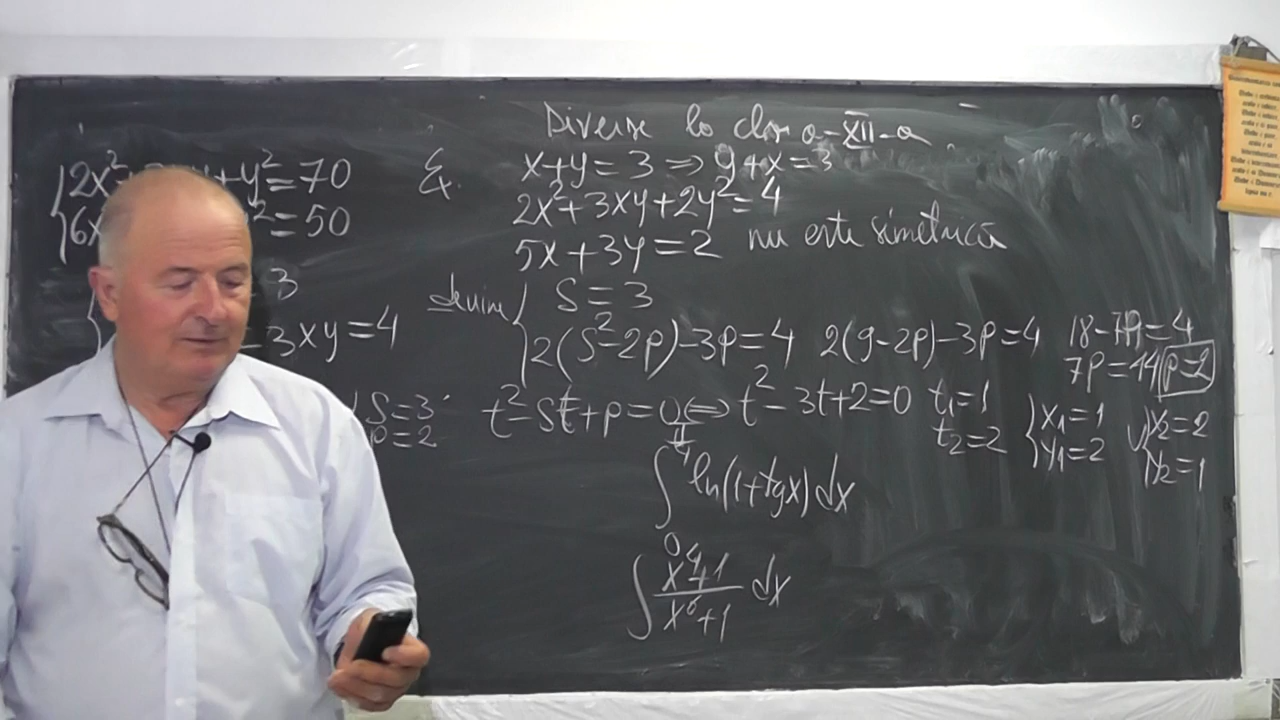 Diverse la clasa a-XII-a
2x² y+y²=70
6x ²=50
Ex.
x+y=3 ⇒ y+x=3
2x²+3xy+2y²=4
5x+3y=2 nu este simetrică
3
-3xy=4
devine { S=3
2(S²-2p)-3p=4 2(9-2p)-3p=4 18-7p=4
7p=14 p=2
S=3
p=2
t²-St+p=0 ⇔ t²-3t+2=0 t₁=1
t₂=2
{ x₁=1
y₁=2
∪ { x₂=2
y₂=1
∫₀^(π/4) ln(1+tgx)dx
∫ (x⁴+1)/(x⁶+1) dx